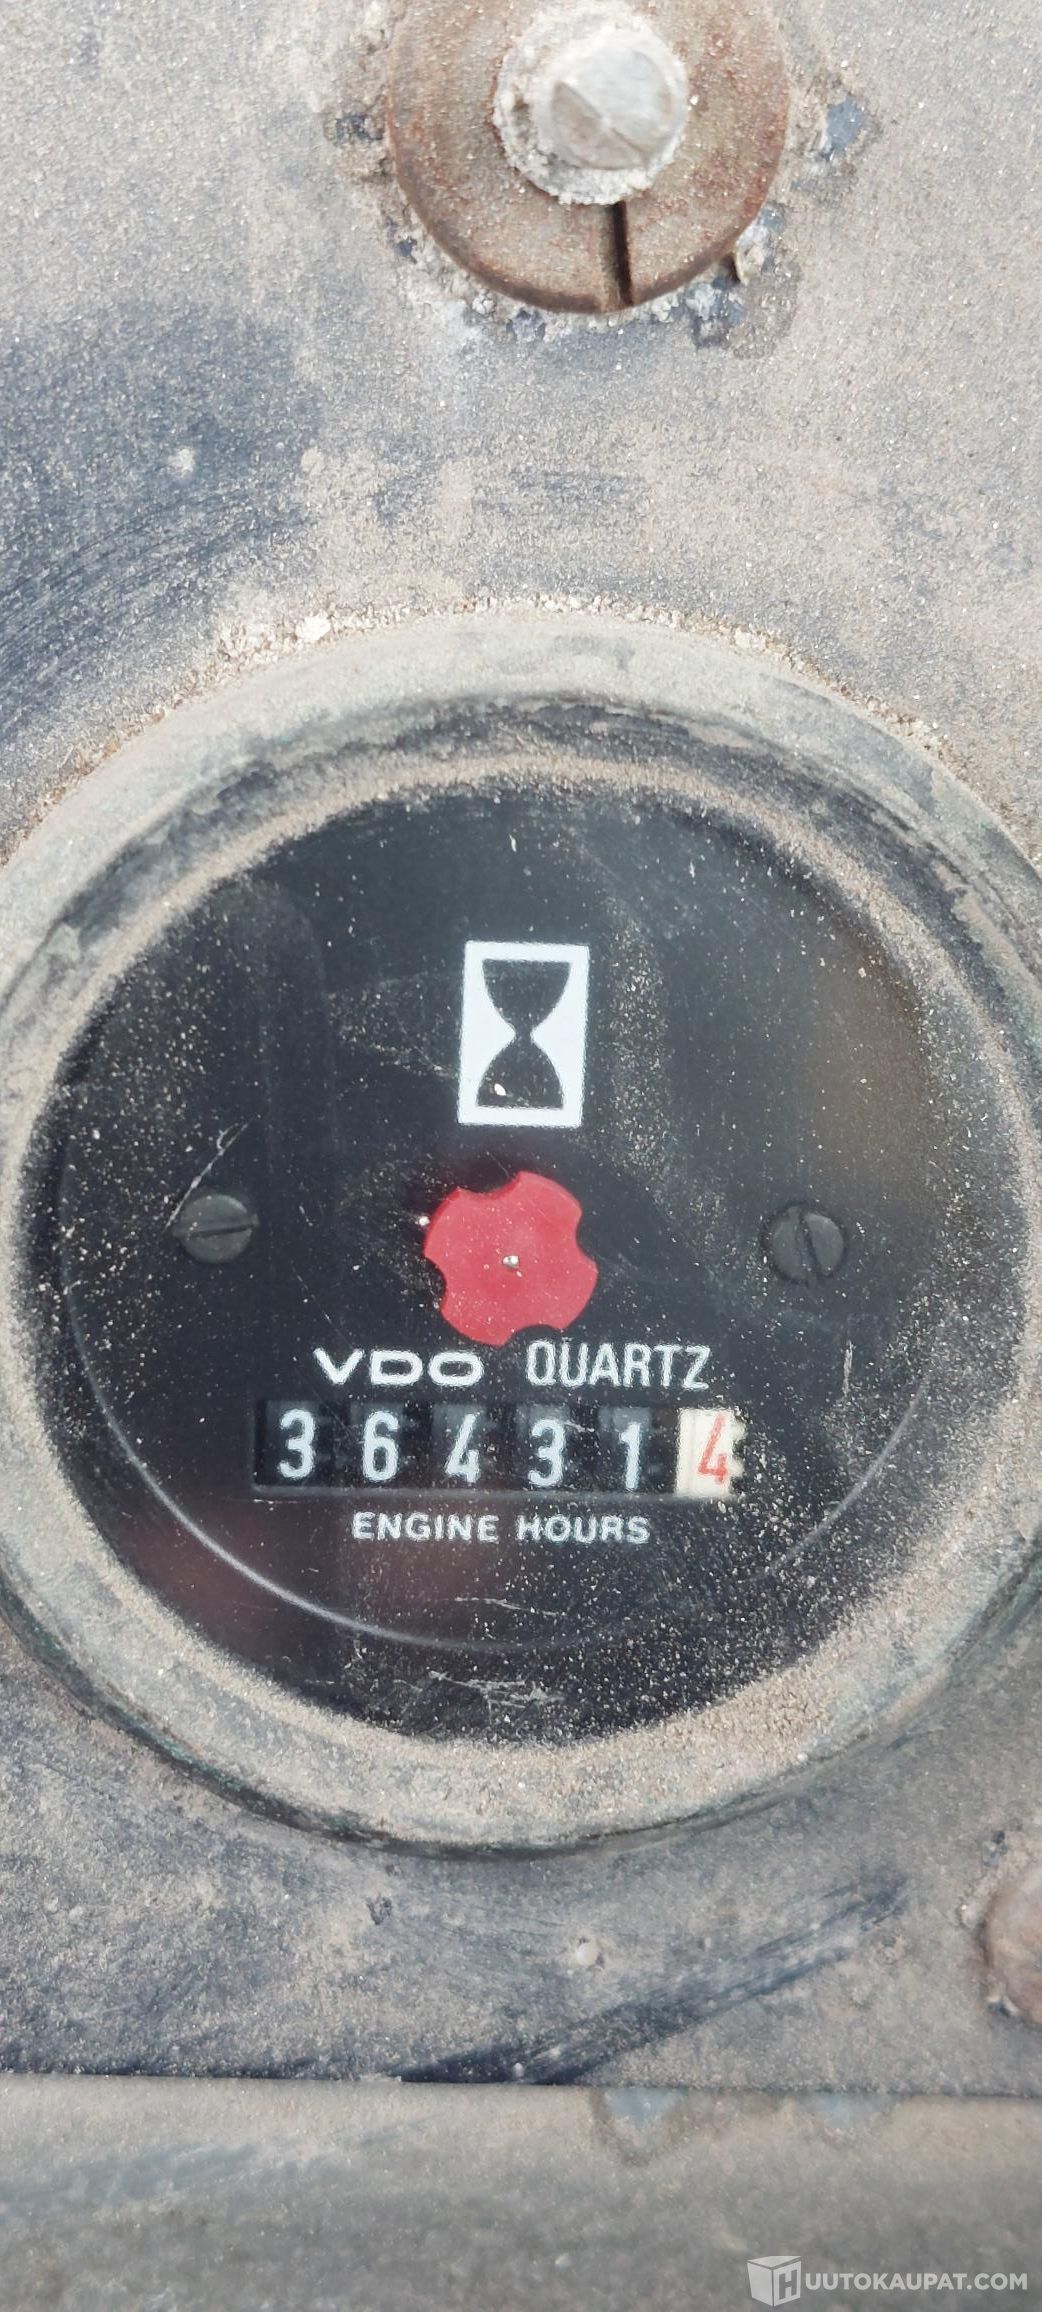 VDO QUARTZ
364314
ENGINE HOURS
HUUTOKAUPAT.COM